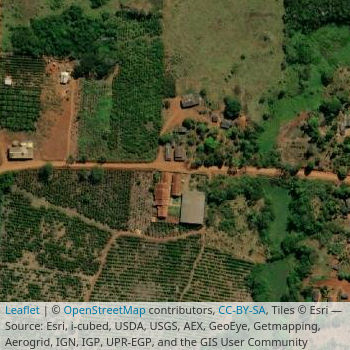 Leaflet | © OpenStreetMap contributors, CC-BY-SA, Tiles © Esri —
Source: Esri, i-cubed, USDA, USGS, AEX, GeoEye, Getmapping,
Aerogrid, IGN, IGP, UPR-EGP, and the GIS User Community